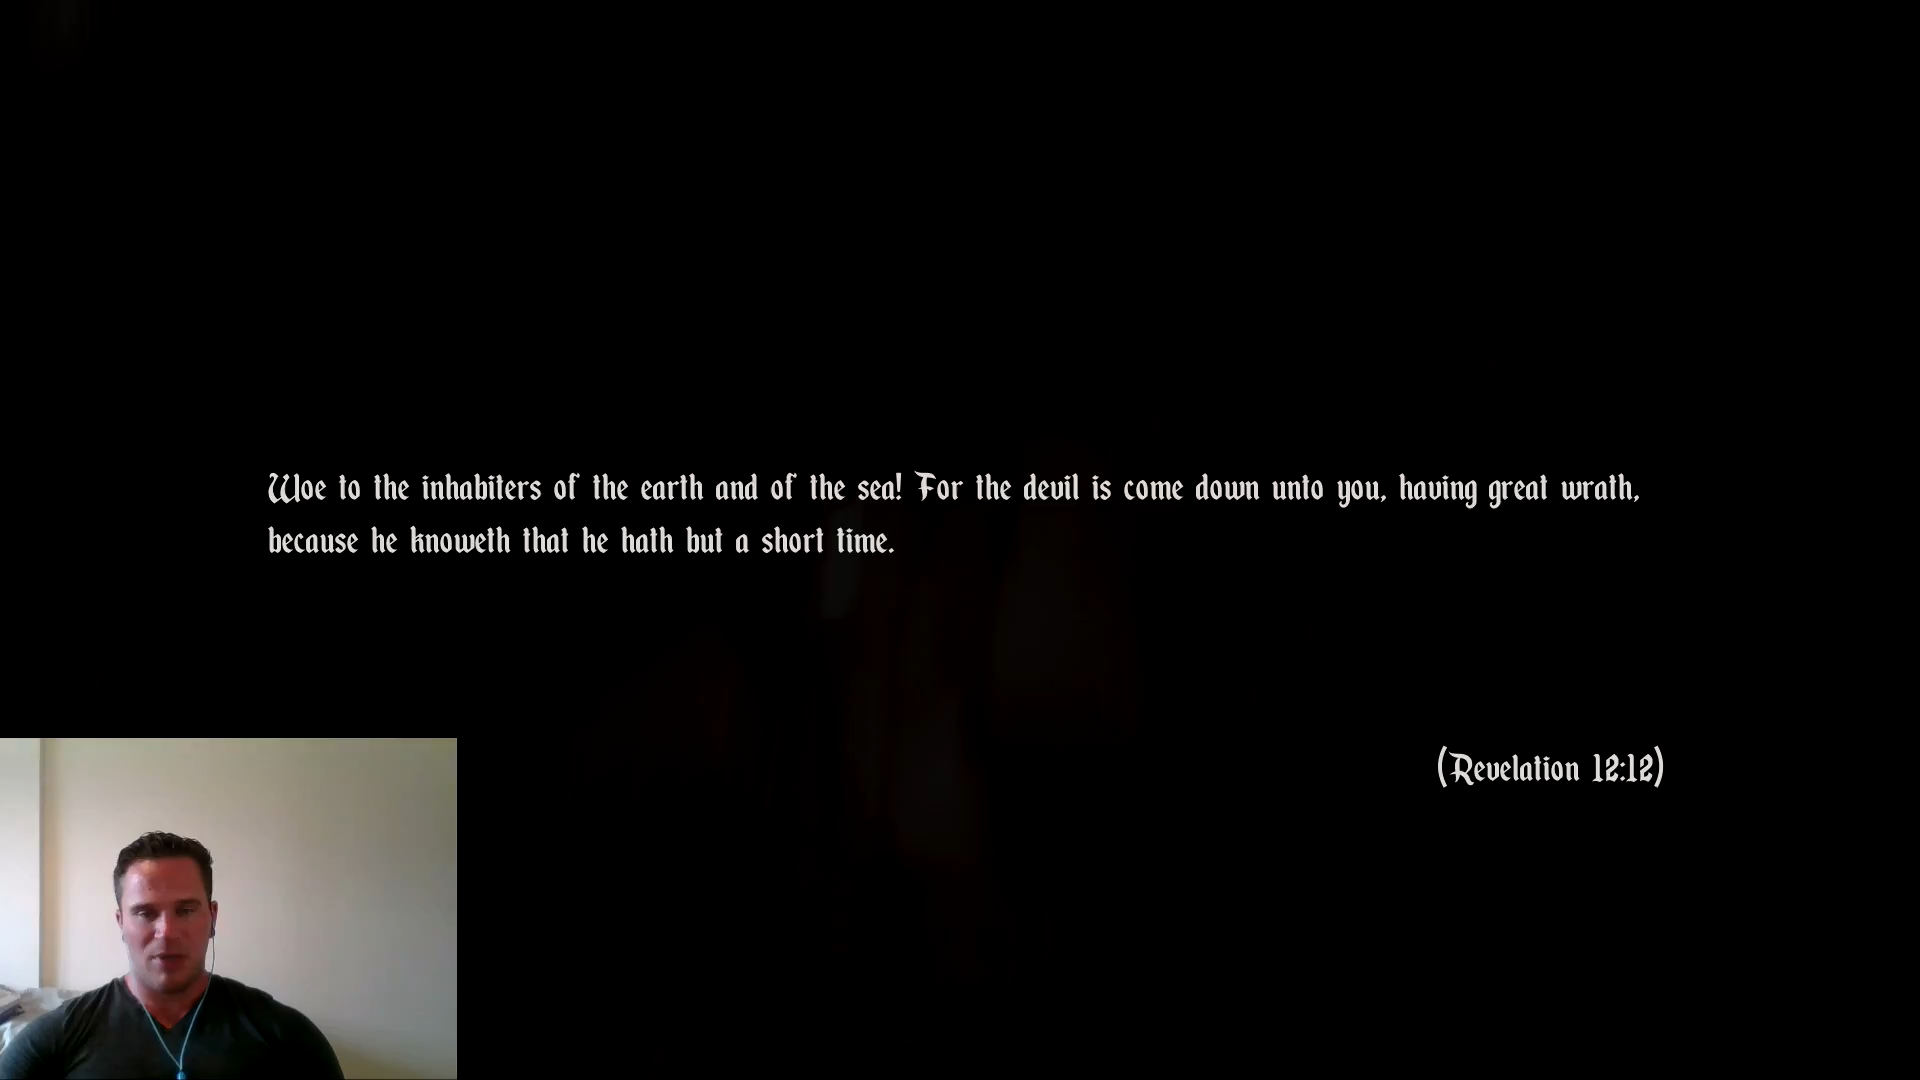 Woe to the inhabiters of the earth and of the sea! For the devil is come down unto you, having great wrath,
because he knoweth that he hath but a short time.
(Revelation 12:12)